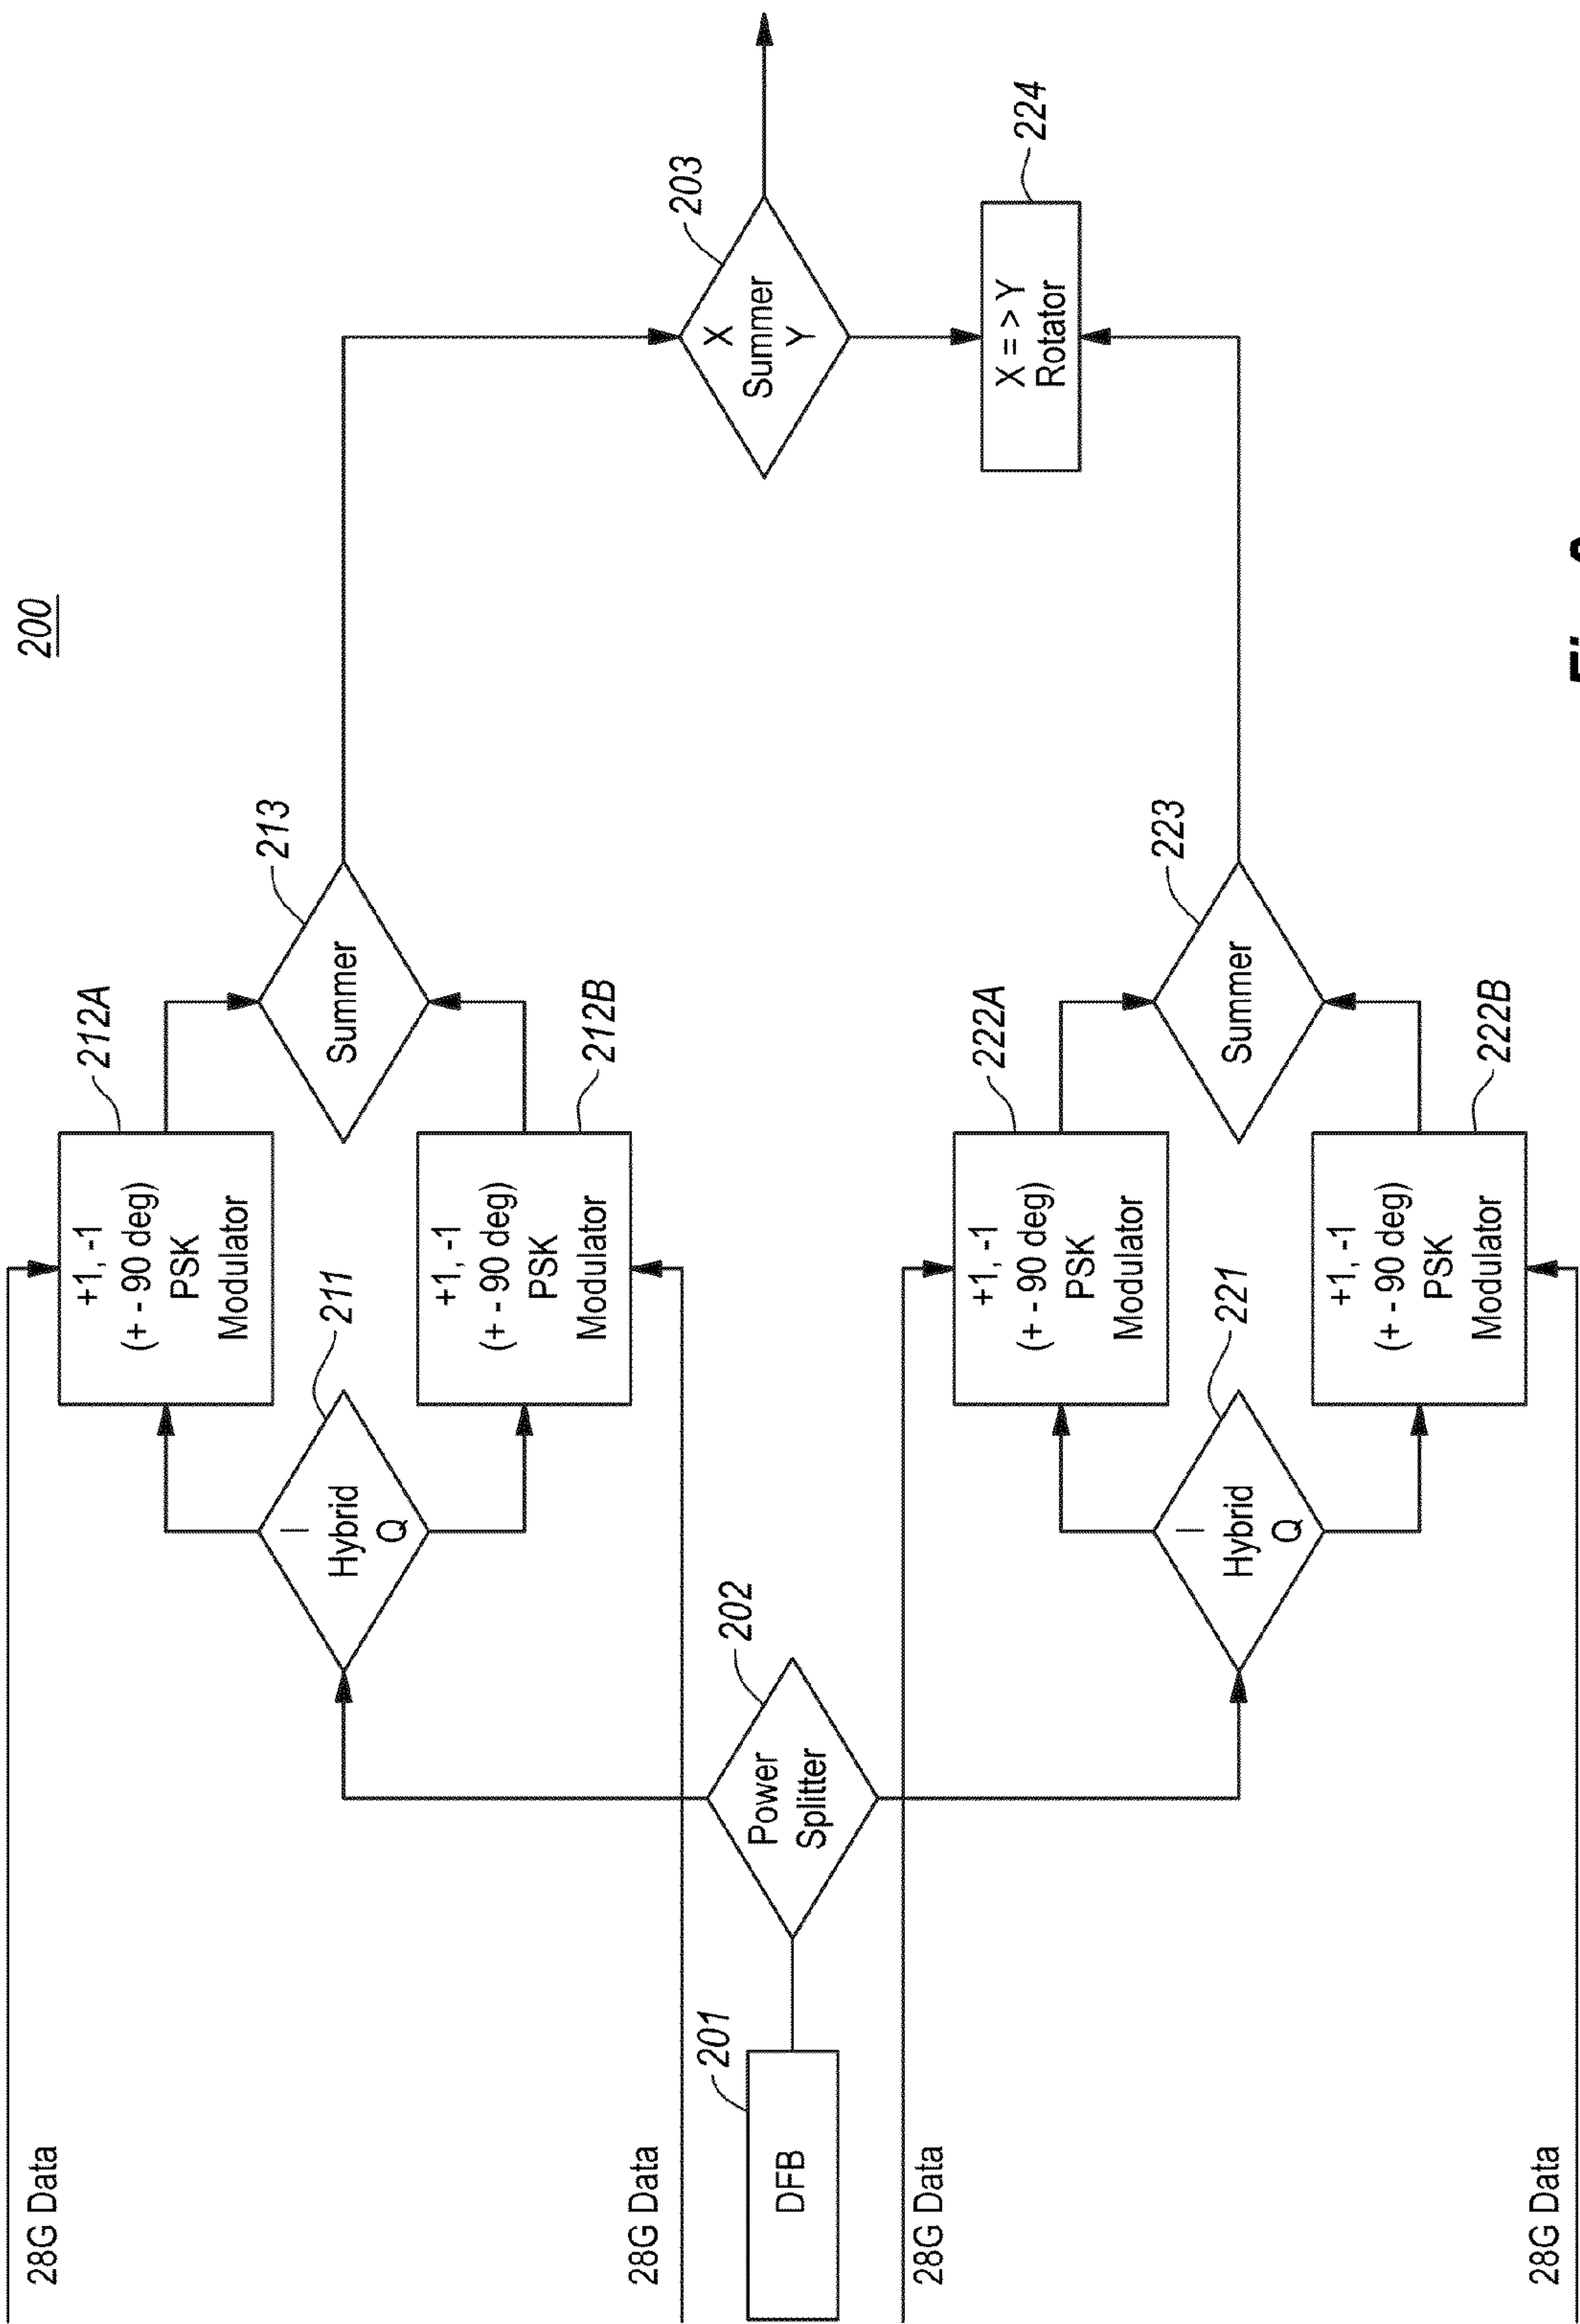 200
28G Data
212A
+1, -1
(+ - 90 deg)
PSK
Modulator
211
I
Hybrid
Q
213
Summer
212B
+1, -1
(+ - 90 deg)
PSK
Modulator
28G Data
201
DFB
202
Power
Splitter
203
X
Summer
Y
224
X = > Y
Rotator
28G Data
222A
+1, -1
(+ - 90 deg)
PSK
Modulator
221
I
Hybrid
Q
223
Summer
222B
+1, -1
(+ - 90 deg)
PSK
Modulator
28G Data